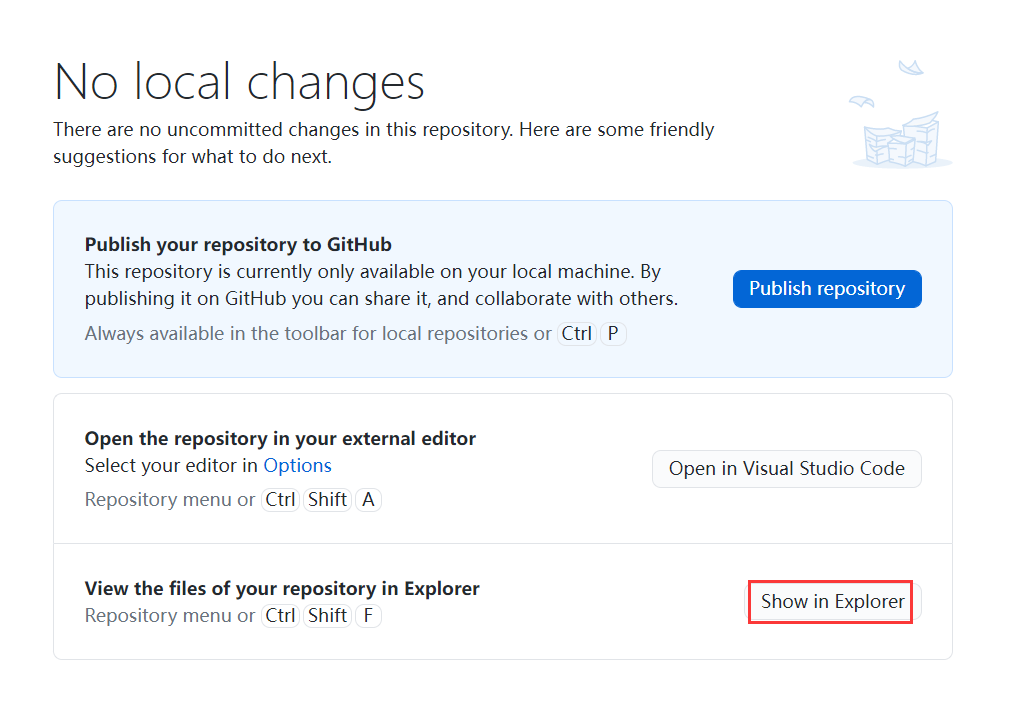 No local changes
There are no uncommitted changes in this repository. Here are some friendly
suggestions for what to do next.
Publish your repository to GitHub
This repository is currently only available on your local machine. By
publishing it on GitHub you can share it, and collaborate with others.
Always available in the toolbar for local repositories or Ctrl P
Publish repository
Open the repository in your external editor
Select your editor in Options
Repository menu or Ctrl Shift A
Open in Visual Studio Code
View the files of your repository in Explorer
Repository menu or Ctrl Shift F
Show in Explorer